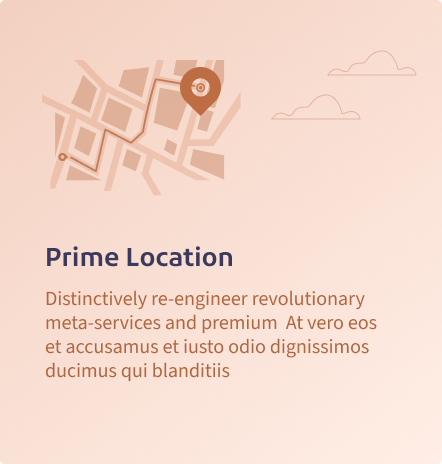 Prime Location
Distinctively re-engineer revolutionary
meta-services and premium  At vero eos
et accusamus et iusto odio dignissimos
ducimus qui blanditiis